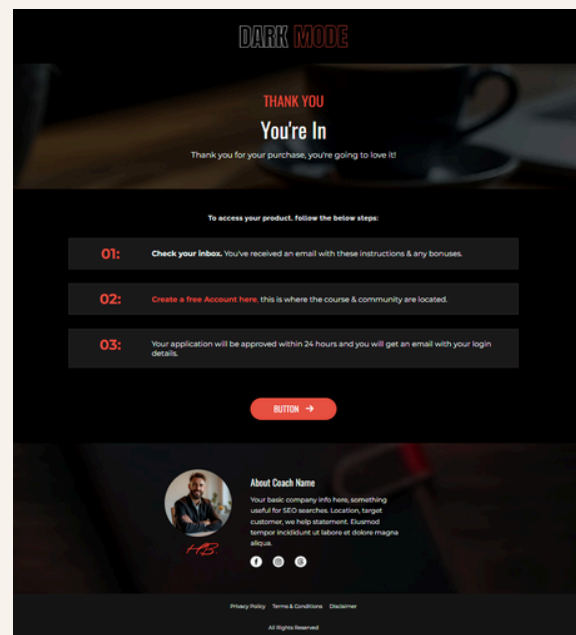 DARK MODE
THANK YOU
You're In
Thank you for your purchase, you're going to love it!
To access your product, follow the below steps:
01:
Check your inbox. You've received an email with these instructions & any bonuses.
02:
Create a free Account here, this is where the course & community are located.
03:
Your application will be approved within 24 hours and you will get an email with your login
details.
BUTTON
About Coach Name
Your basic company info here, something
useful for SEO searches. Location, target
customer, we help statement. Eiusmod
tempor incididunt ut labore et dolore magna
aliqua.
H.B.
Privacy Policy Terms & Conditions Disclaimer
All Rights Reserved